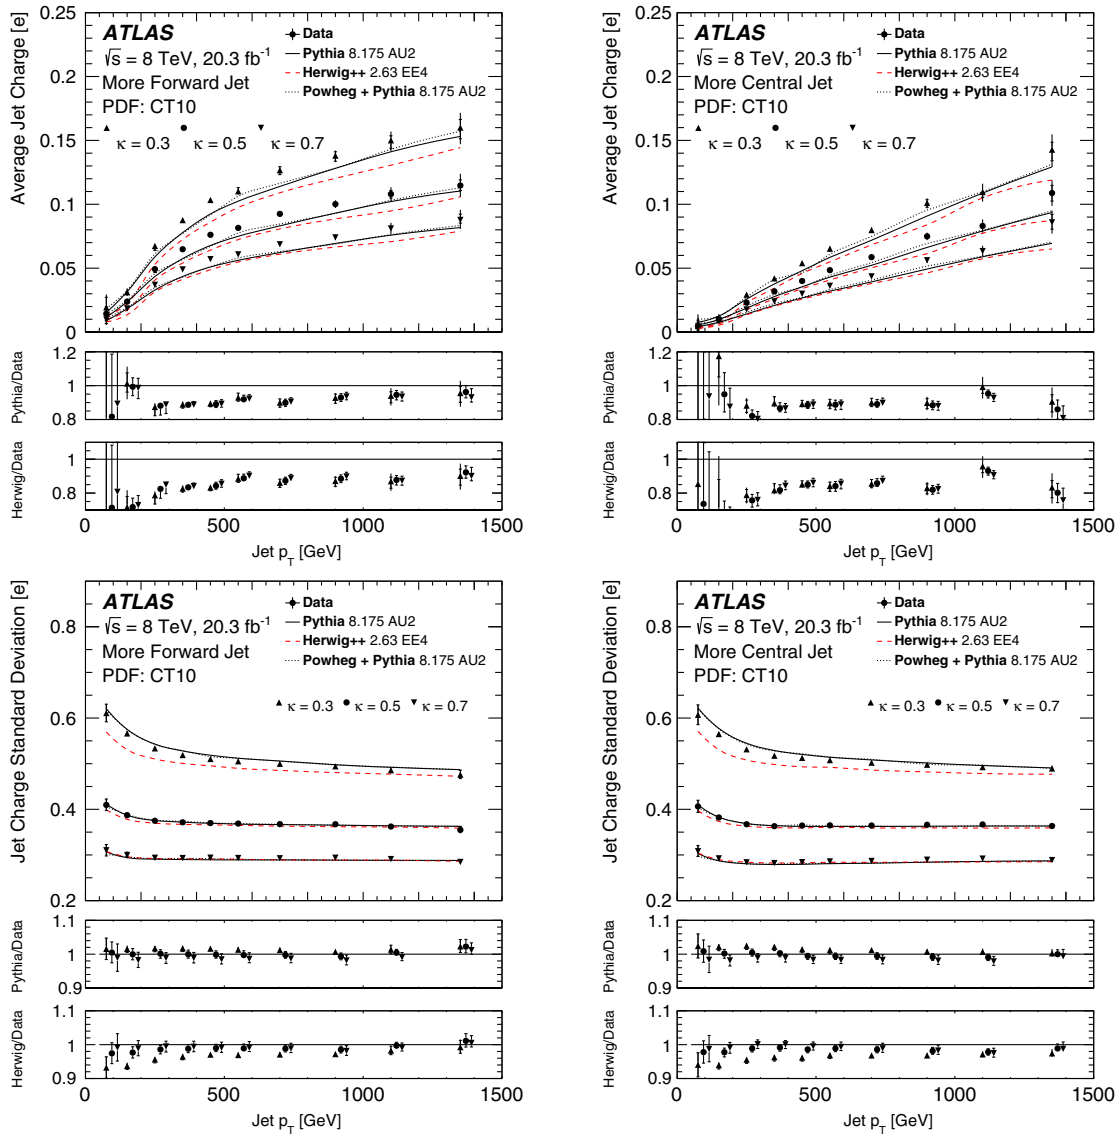 Average Jet Charge [e]
0.25
0.2
0.15
0.1
0.05
0
ATLAS
√s = 8 TeV, 20.3 fb-1
More Forward Jet
PDF: CT10
κ = 0.3 κ = 0.5 κ = 0.7
Data
Pythia 8.175 AU2
Herwig++ 2.63 EE4
Powheg + Pythia 8.175 AU2
Pythia/Data
1.2
1
0.8
Herwig/Data
1
0.8
0 500 1000 1500
Jet pT [GeV]
Average Jet Charge [e]
0.25
0.2
0.15
0.1
0.05
0
ATLAS
√s = 8 TeV, 20.3 fb-1
More Central Jet
PDF: CT10
κ = 0.3 κ = 0.5 κ = 0.7
Data
Pythia 8.175 AU2
Herwig++ 2.63 EE4
Powheg + Pythia 8.175 AU2
Pythia/Data
1.2
1
0.8
Herwig/Data
1
0.8
0 500 1000 1500
Jet pT [GeV]
Jet Charge Standard Deviation [e]
0.8
0.6
0.4
0.2
ATLAS
√s = 8 TeV, 20.3 fb-1
More Forward Jet
PDF: CT10
Data
Pythia 8.175 AU2
Herwig++ 2.63 EE4
Powheg + Pythia 8.175 AU2
κ = 0.3 κ = 0.5 κ = 0.7
Pythia/Data
1.1
1
0.9
Herwig/Data
1.1
1
0.9
0 500 1000 1500
Jet pT [GeV]
Jet Charge Standard Deviation [e]
0.8
0.6
0.4
0.2
ATLAS
√s = 8 TeV, 20.3 fb-1
More Central Jet
PDF: CT10
Data
Pythia 8.175 AU2
Herwig++ 2.63 EE4
Powheg + Pythia 8.175 AU2
κ = 0.3 κ = 0.5 κ = 0.7
Pythia/Data
1.1
1
0.9
Herwig/Data
1.1
1
0.9
0 500 1000 1500
Jet pT [GeV]